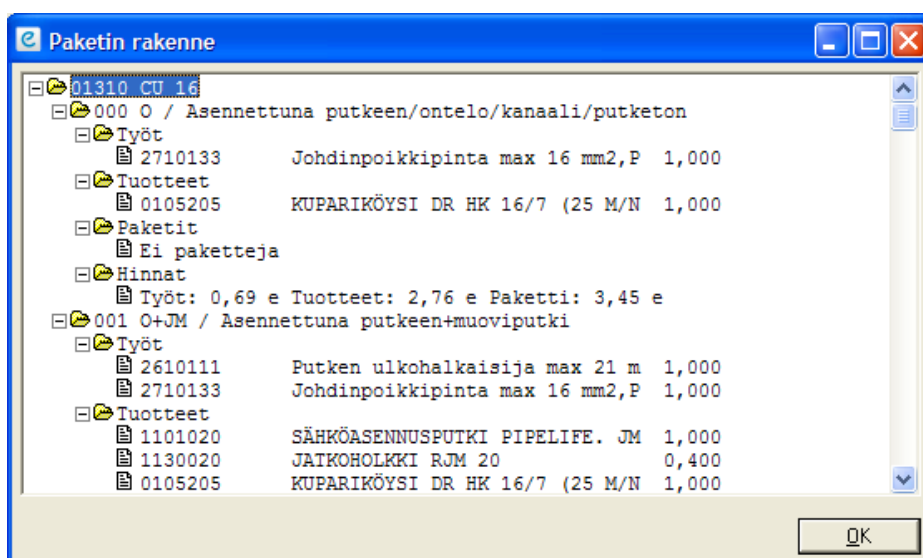 Paketin rakenne
01310 CU 16
000 O / Asennettuna putkeen/ontelo/kanaali/putketon
Työt
2710133 Johdinpoikkipinta max 16 mm2,P 1,000
Tuotteet
0105205 KUPARIKÖYSI DR HK 16/7 (25 M/N 1,000
Paketit
Ei paketteja
Hinnat
Työt: 0,69 e Tuotteet: 2,76 e Paketti: 3,45 e
001 O+JM / Asennettuna putkeen+muoviputki
Työt
2610111 Putken ulkohalkaisija max 21 m 1,000
2710133 Johdinpoikkipinta max 16 mm2,P 1,000
Tuotteet
1101020 SÄHKÖASENNUSPUTKI PIPELIFE. JM 1,000
1130020 JATKOHOLKKI RJM 20 0,400
0105205 KUPARIKÖYSI DR HK 16/7 (25 M/N 1,000
OK